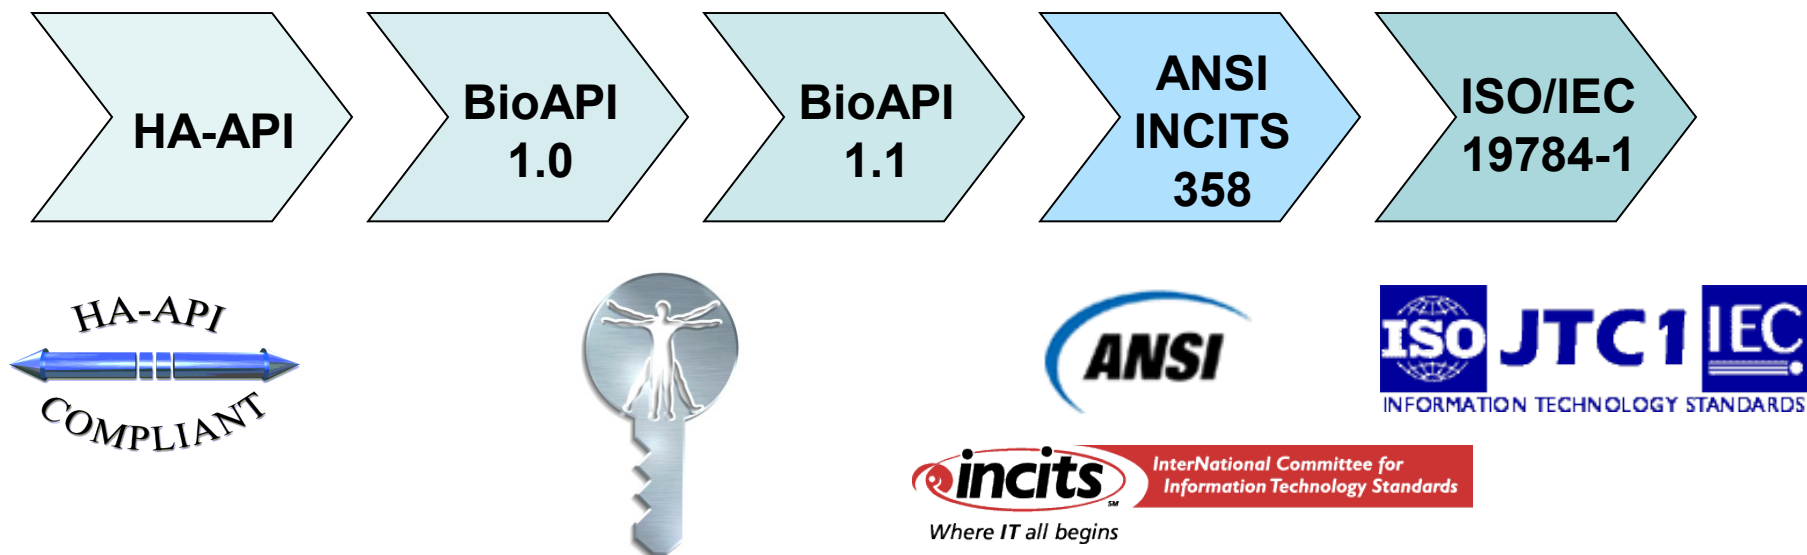 HA-API
BioAPI
1.0
BioAPI
1.1
ANSI
INCITS
358
ISO/IEC
19784-1
HA-API
COMPLIANT
ANSI
ISO JTC1 IEC
INFORMATION TECHNOLOGY STANDARDS
incits SM
InterNational Committee for
Information Technology Standards
Where IT all begins